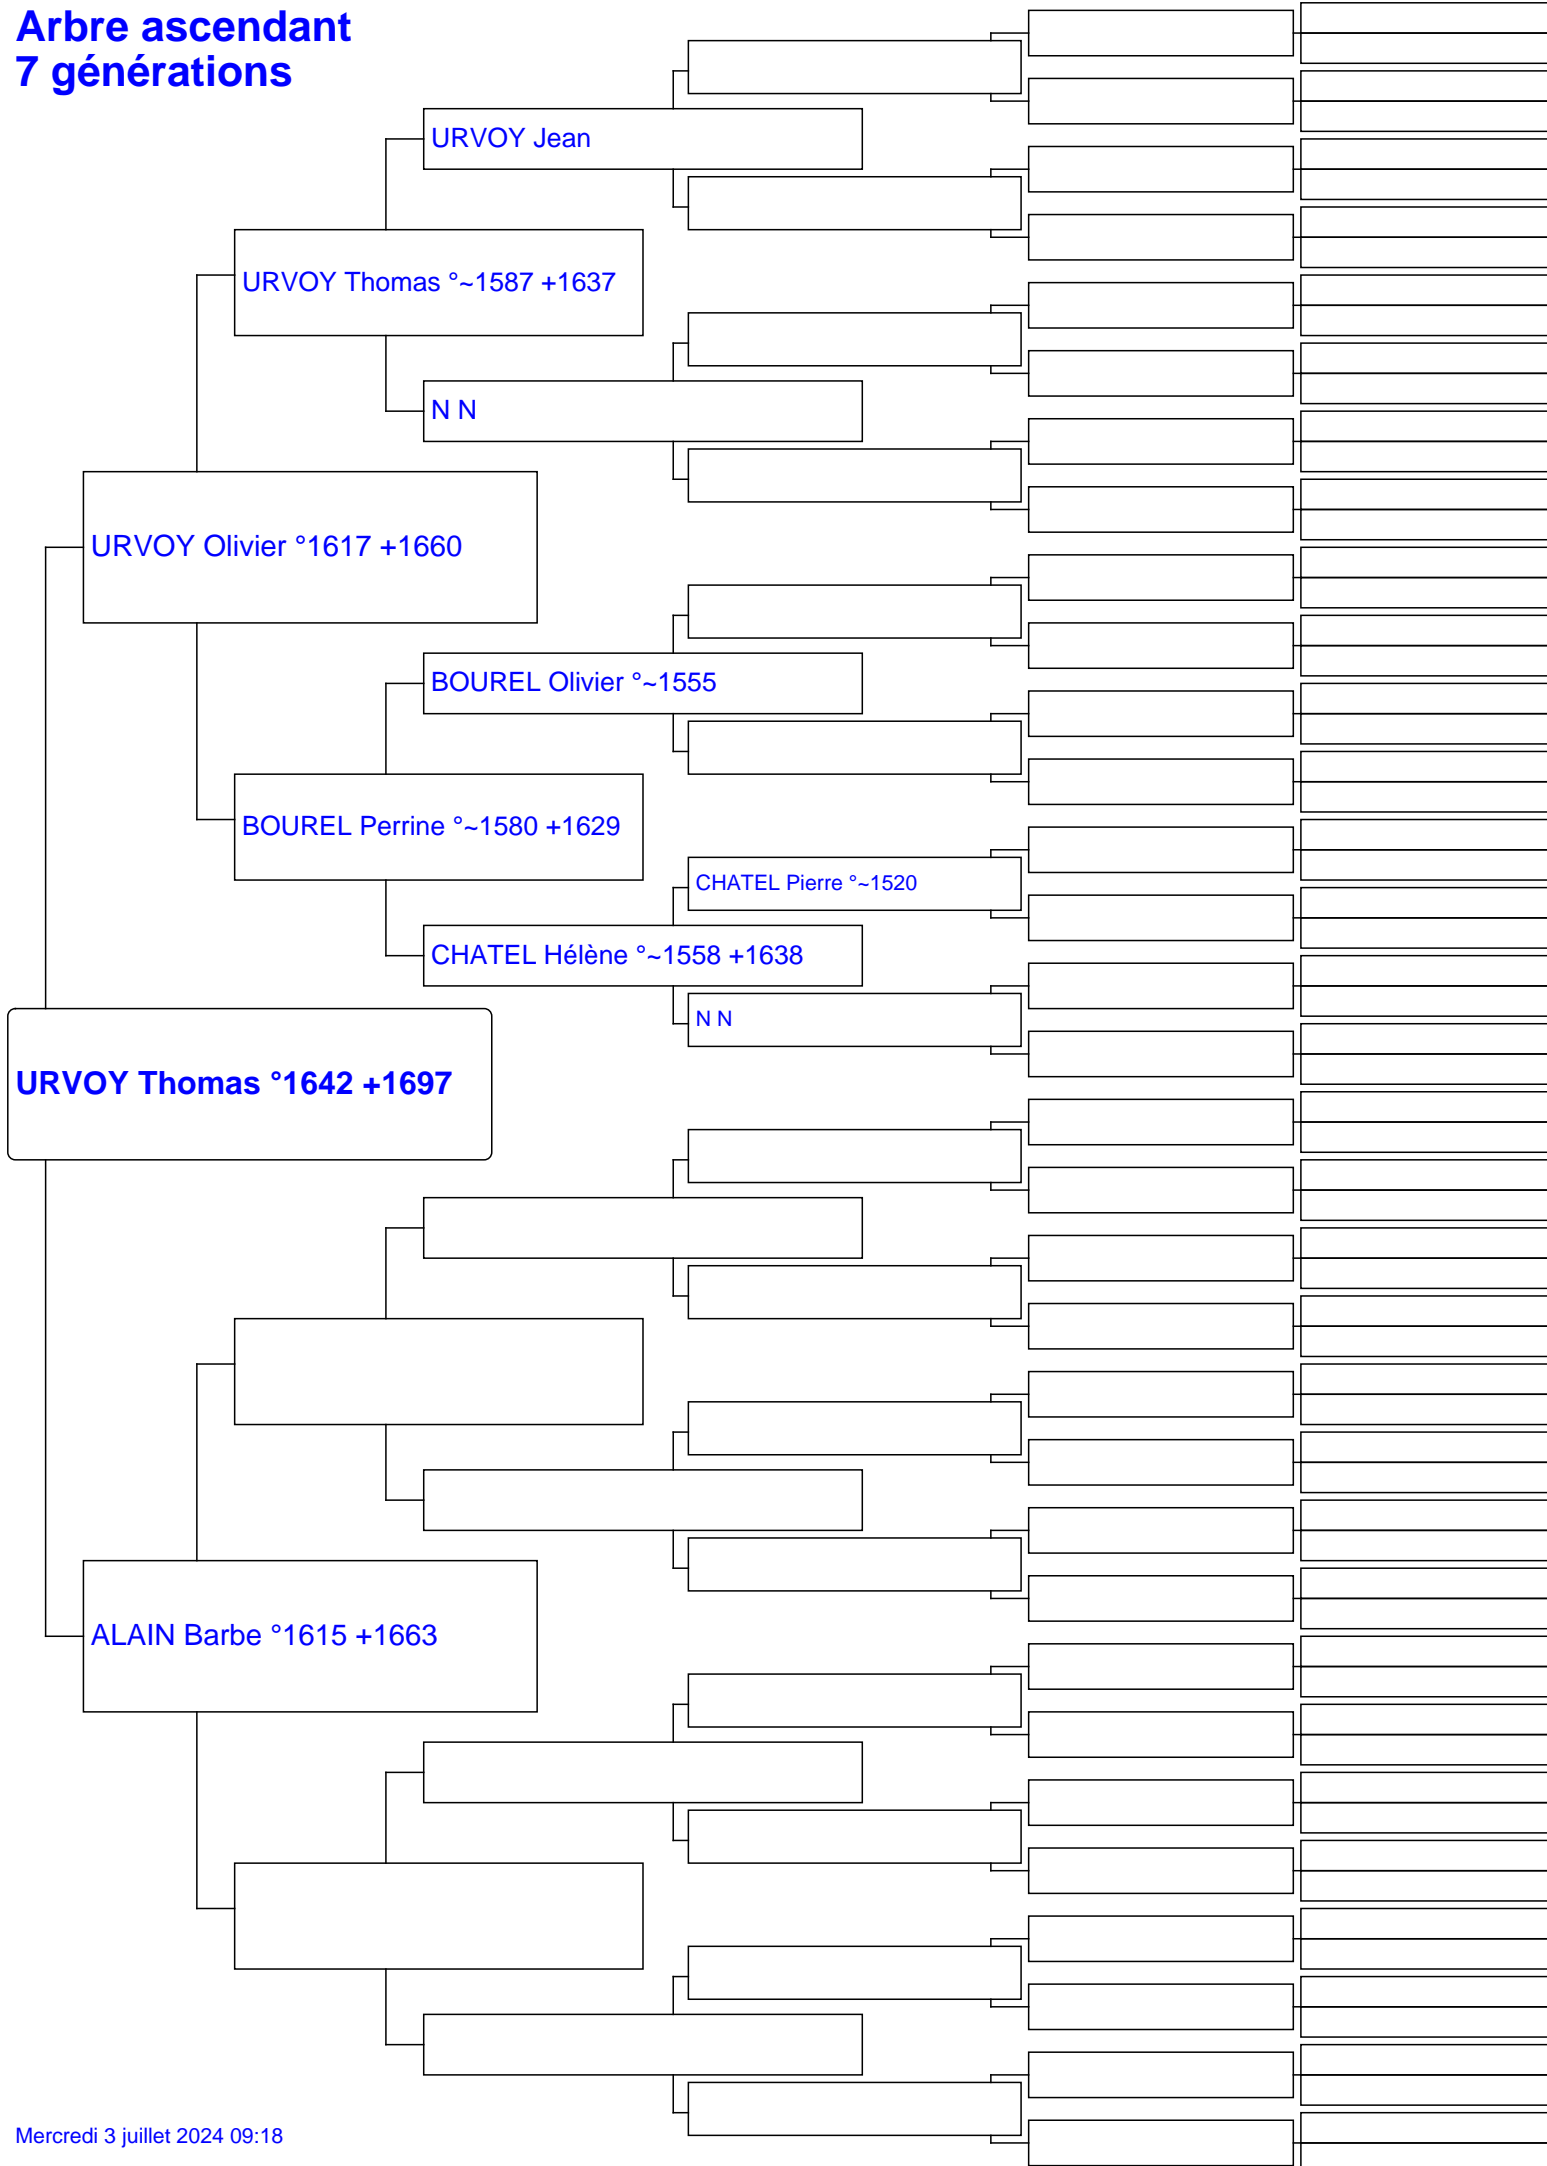 Arbre ascendant
7 générations
URVOY Jean
URVOY Thomas °~1587 +1637
N N
URVOY Olivier °1617 +1660
BOUREL Olivier °~1555
BOUREL Perrine °~1580 +1629
CHATEL Pierre °~1520
CHATEL Hélène °~1558 +1638
N N
URVOY Thomas °1642 +1697
ALAIN Barbe °1615 +1663
Mercredi 3 juillet 2024 09:18